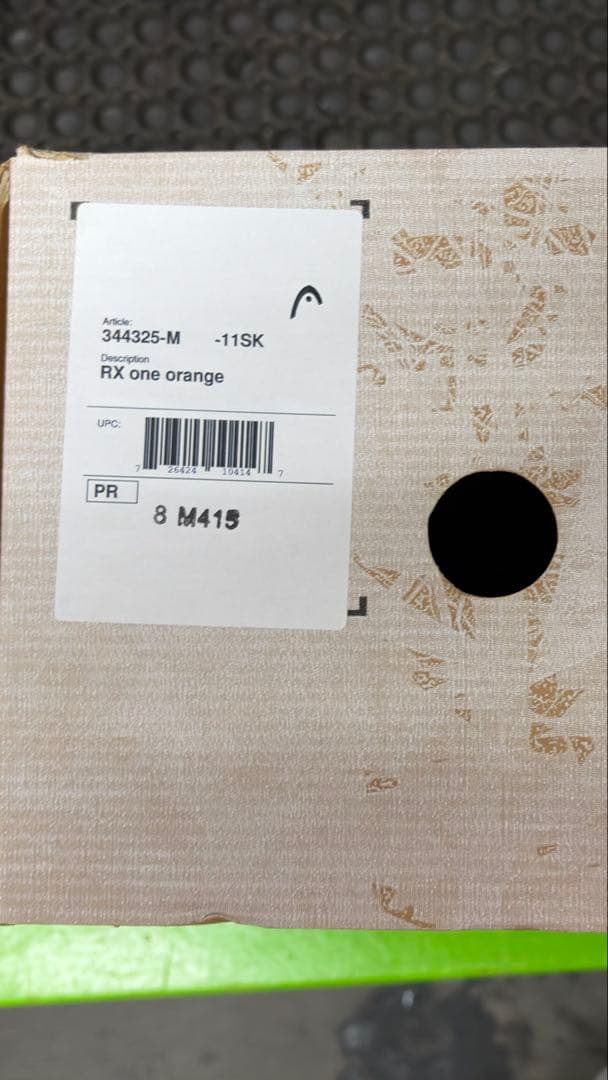 Article:
344325-M -11SK
Description
RX one orange
UPC:
7 26424 10414 7
PR
8 M415